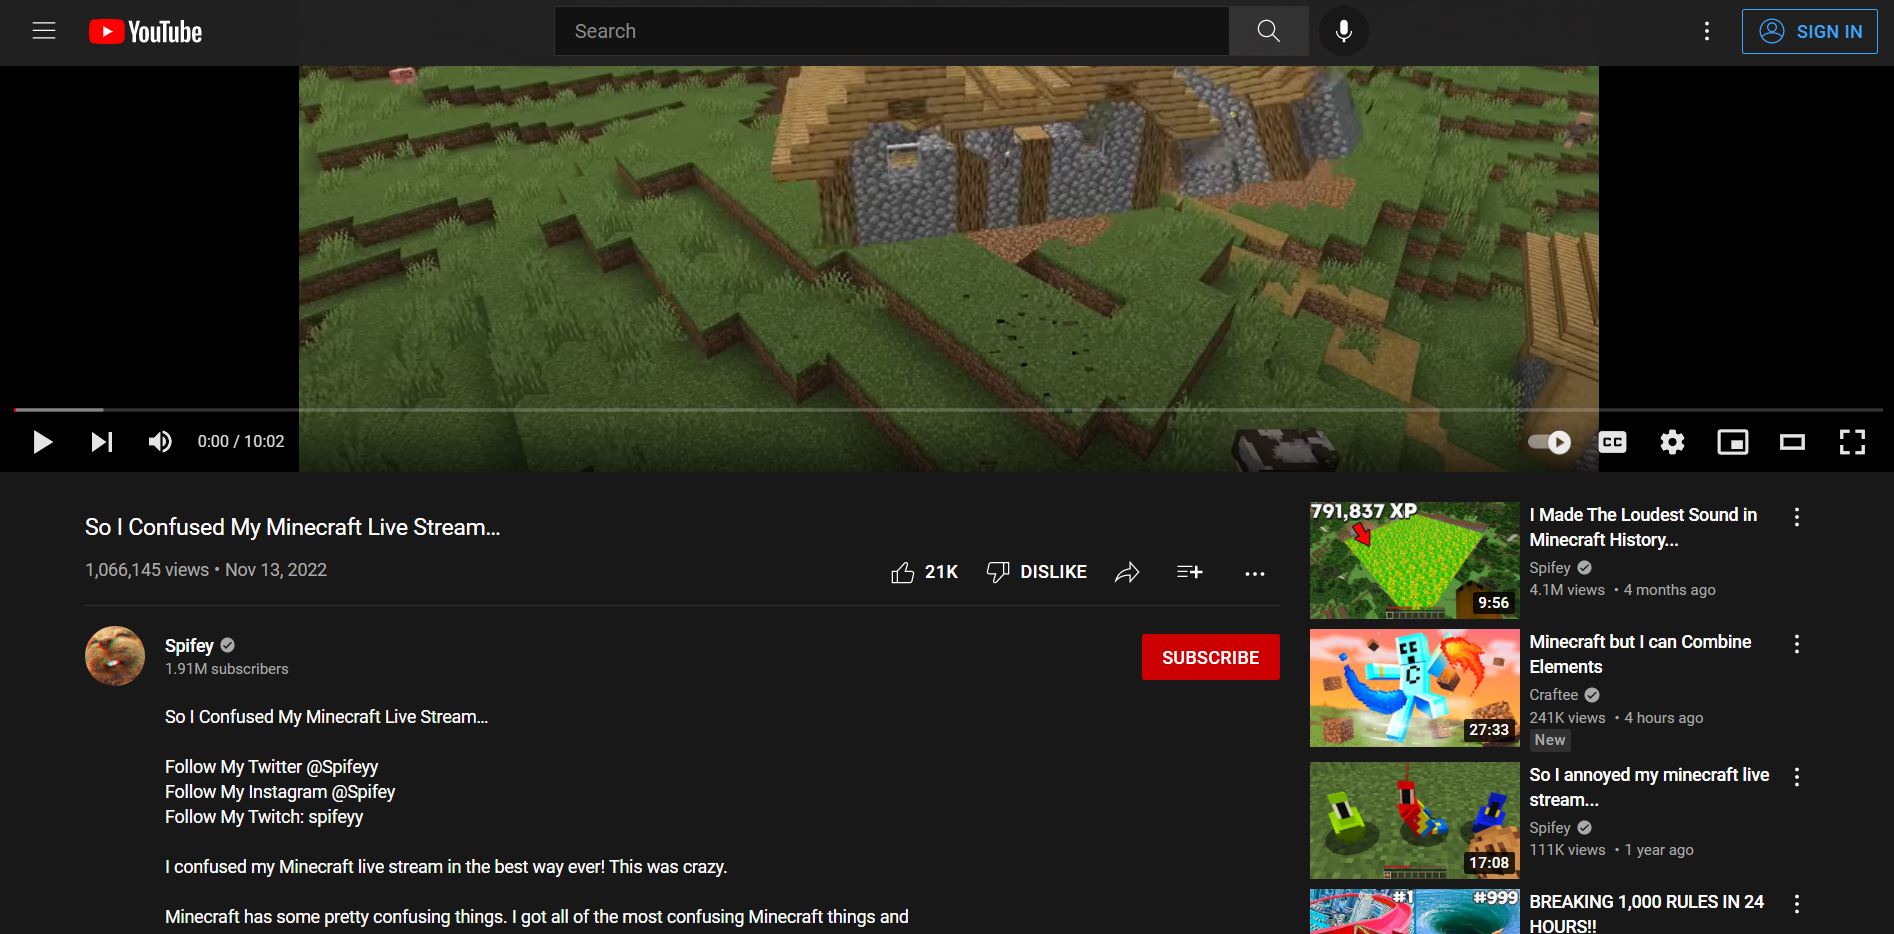 YouTube
Search
SIGN IN
0:00 / 10:02
CC
So I Confused My Minecraft Live Stream...
1,066,145 views • Nov 13, 2022
21K
DISLIKE
Spifey
1.91M subscribers
SUBSCRIBE
So I Confused My Minecraft Live Stream...
Follow My Twitter @Spifeyy
Follow My Instagram @Spifey
Follow My Twitch: spifeyy
I confused my Minecraft live stream in the best way ever! This was crazy.
Minecraft has some pretty confusing things. I got all of the most confusing Minecraft things and
791,837 XP
9:56
I Made The Loudest Sound in
Minecraft History...
Spifey
4.1M views • 4 months ago
C
27:33
Minecraft but I can Combine
Elements
Craftee
241K views • 4 hours ago
New
17:08
So I annoyed my minecraft live
stream...
Spifey
111K views • 1 year ago
#1
#999
BREAKING 1,000 RULES IN 24
HOURS!!